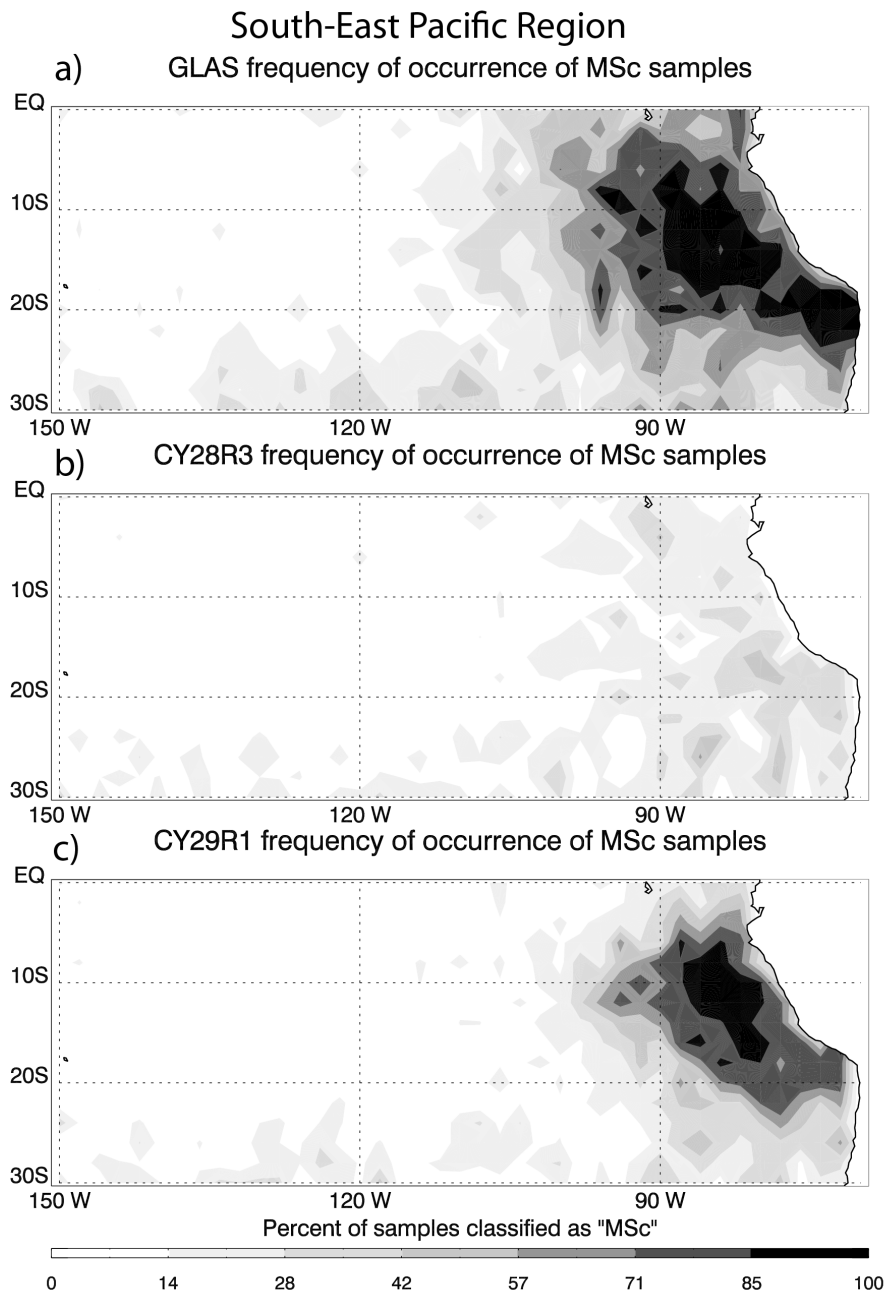 South-East Pacific Region
a) GLAS frequency of occurrence of MSc samples
EQ
10S
20S
30S
150 W 120 W 90 W
b) CY28R3 frequency of occurrence of MSc samples
EQ
10S
20S
30S
150 W 120 W 90 W
c) CY29R1 frequency of occurrence of MSc samples
EQ
10S
20S
30S
150 W 120 W 90 W
Percent of samples classified as "MSc"
0 14 28 42 57 71 85 100